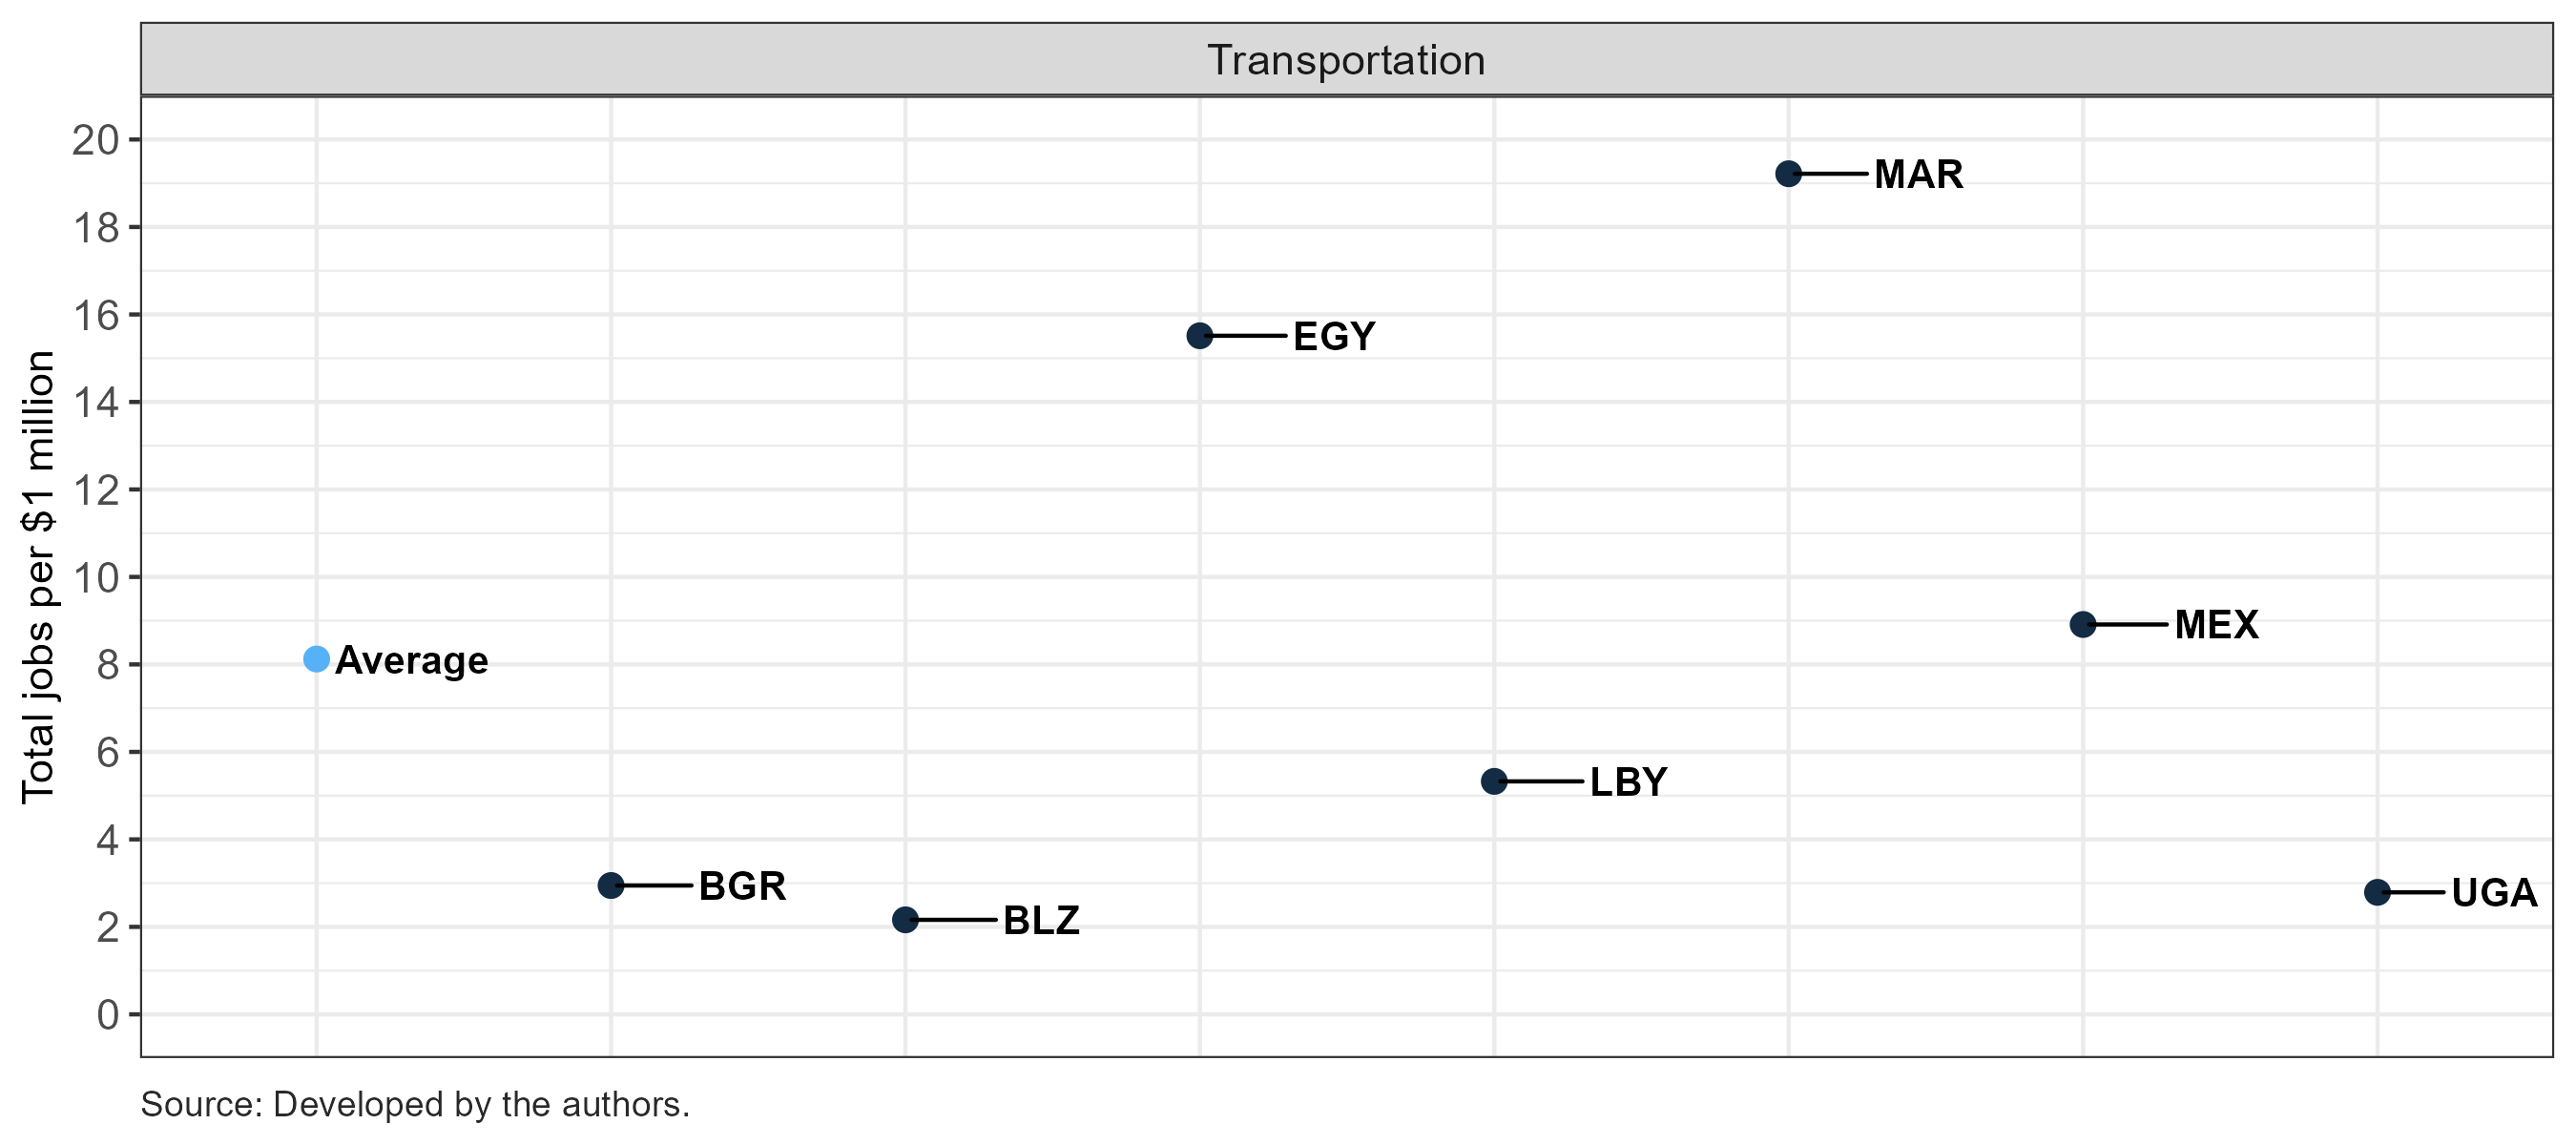 Transportation
Total jobs per $1 million
20
18
16
14
12
10
8
6
4
2
0
MAR
EGY
MEX
Average
LBY
BGR
UGA
BLZ
Source: Developed by the authors.